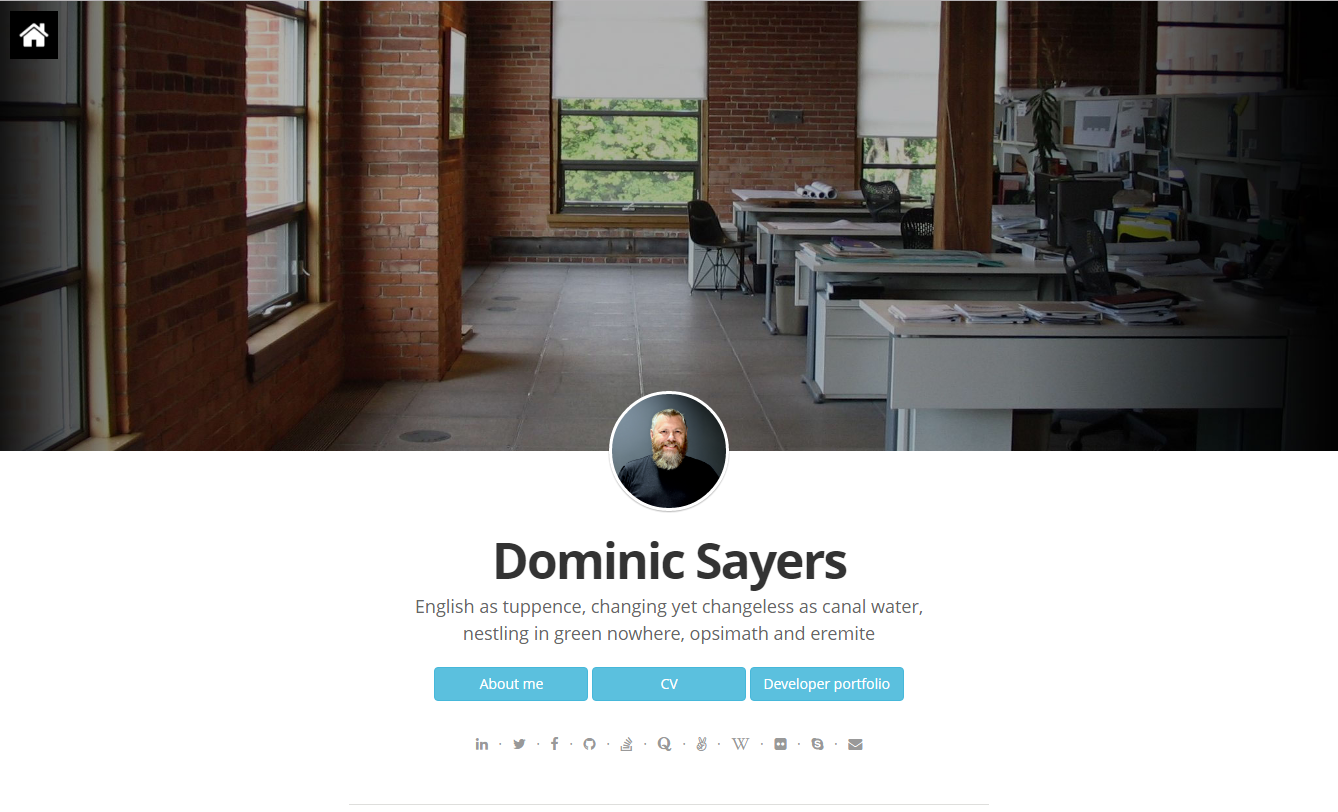 Dominic Sayers
English as tuppence, changing yet changeless as canal water,
nestling in green nowhere, opsimath and eremite
About me
CV
Developer portfolio